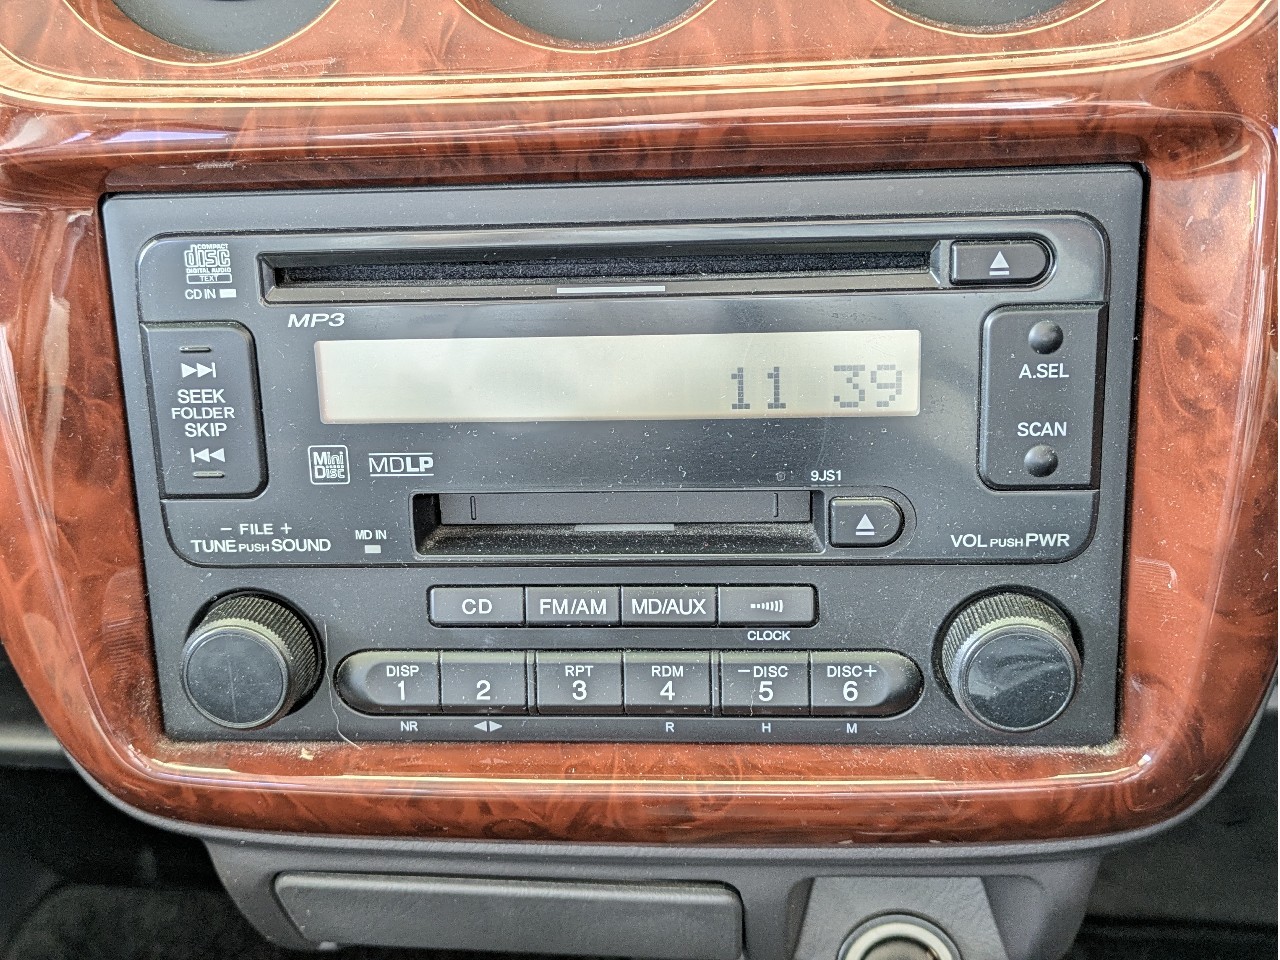 COMPACT
disc
DIGITAL AUDIO
TEXT
CD IN
MP3
11 39
A.SEL
SCAN
SEEK
FOLDER
SKIP
Mini
DISC
MDLP
9JS1
− FILE +
TUNE PUSH SOUND
MD IN
VOL PUSH PWR
CD
FM/AM
MD/AUX
CLOCK
DISP
1
2
RPT
3
RDM
4
−DISC
5
DISC+
6
NR
R
H
M